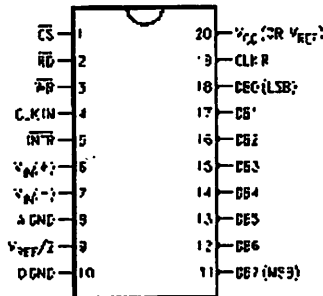 CS 1 20 VCC (OR VREF)
RD 2 19 CLK R
WR 3 18 DB0 (LSB)
CLK IN 4 17 DB1
INTR 5 16 DB2
VIN(+) 6 15 DB3
VIN(-) 7 14 DB4
A GND 8 13 DB5
VREF/2 9 12 DB6
D GND 10 11 DB7 (MSB)